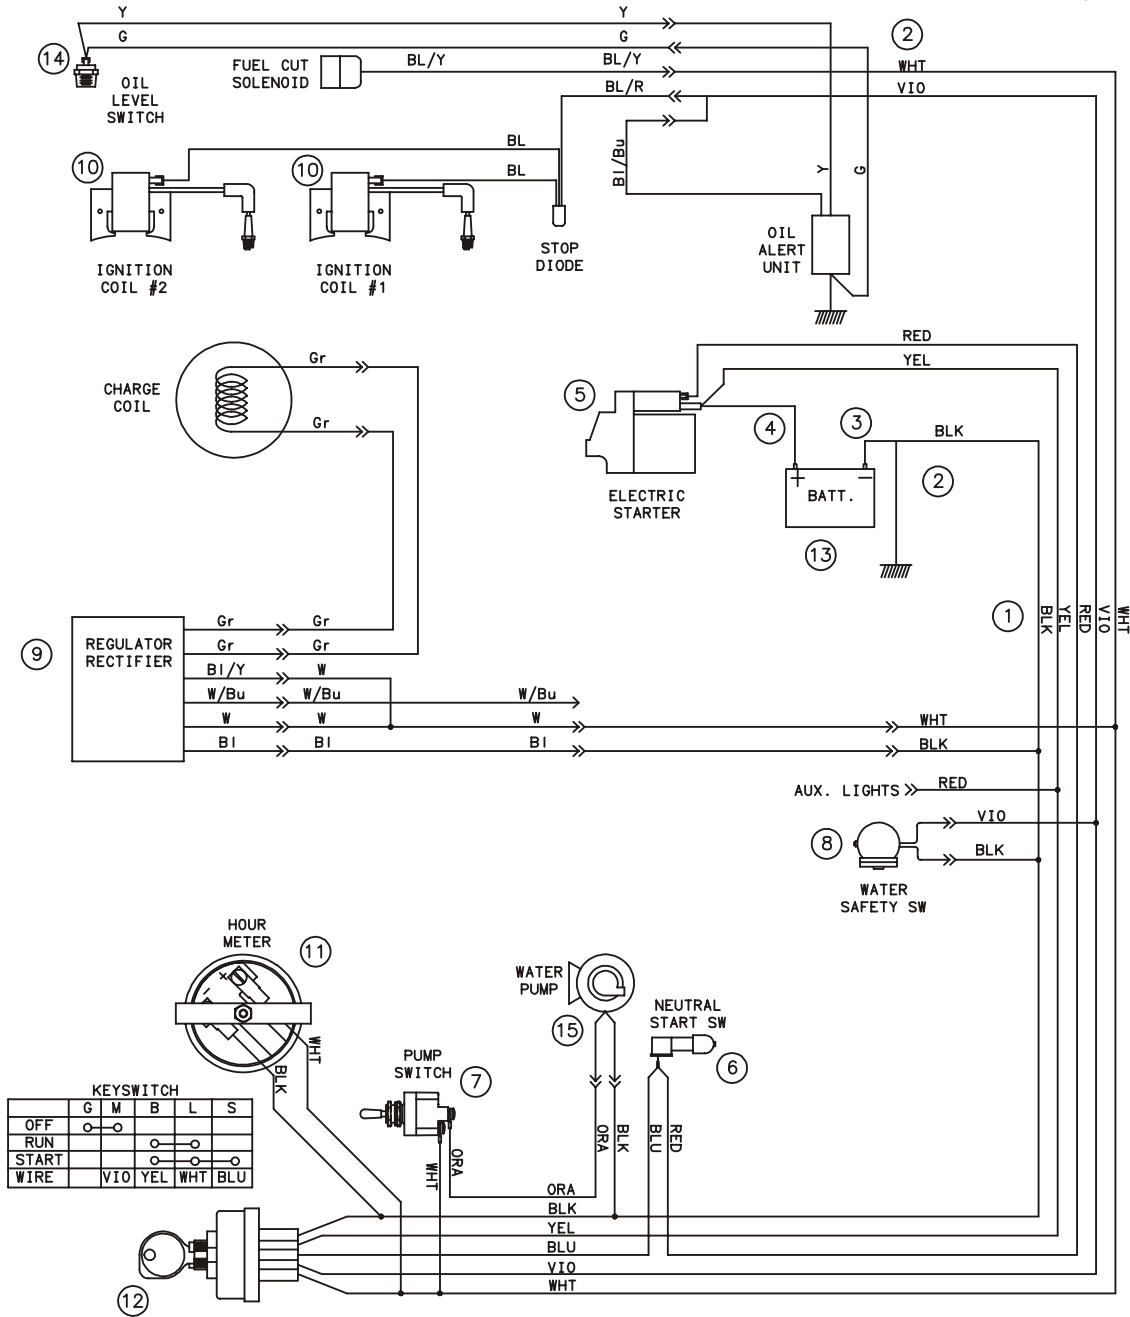 Y Y
G G
14
2
FUEL CUT
SOLENOID
BL/Y BL/Y WHT
OIL
LEVEL
SWITCH
BL/R VIO
10 10
BL
BL
Bl/Bu
Y
G
IGNITION
COIL #2
IGNITION
COIL #1
STOP
DIODE
OIL
ALERT
UNIT
RED
YEL
CHARGE
COIL
Gr
Gr
5
4
3
BLK
2
+ BATT. −
ELECTRIC
STARTER
13
1
BLK
YEL
RED
VIO
WHT
9
REGULATOR
RECTIFIER
Gr Gr
Gr Gr
Bl/Y W
W/Bu W/Bu W/Bu
W W W WHT
Bl Bl Bl BLK
AUX. LIGHTS RED
VIO
8
BLK
WATER
SAFETY SW
HOUR
METER
11
+
-
WHT
BLK
WATER
PUMP
15
NEUTRAL
START SW
6
PUMP
SWITCH
7
ORA
WHT
ORA
BLK
BLU
RED
KEYSWITCH
G M B L S
OFF
RUN
START
WIRE VIO YEL WHT BLU
ORA
BLK
YEL
BLU
VIO
WHT
12